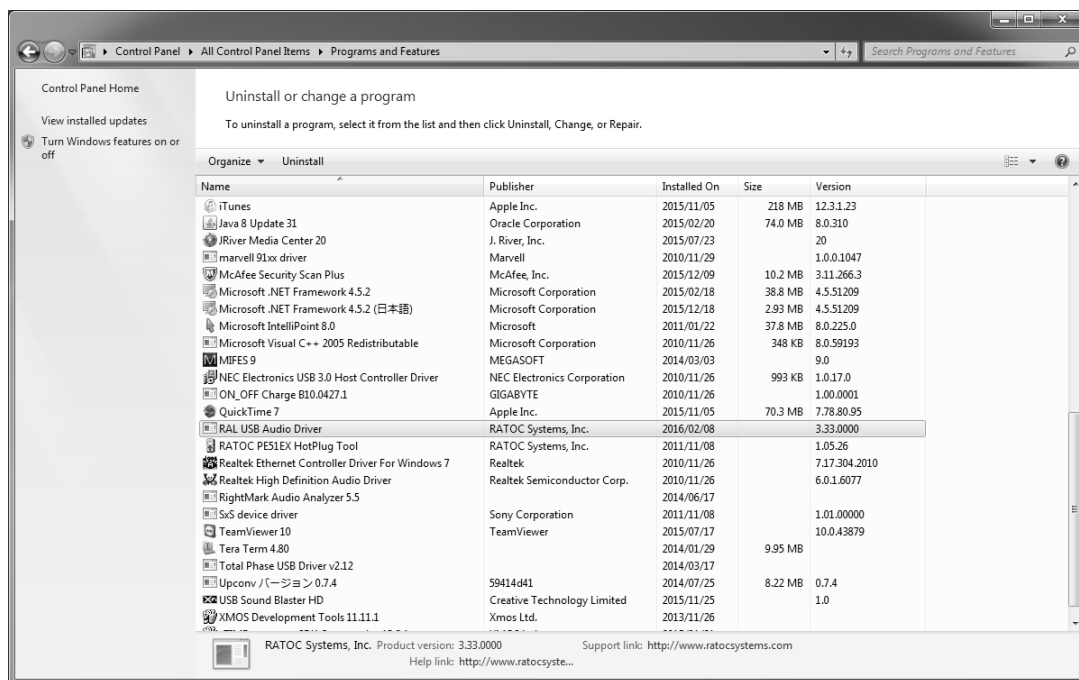 Control Panel ▸ All Control Panel Items ▸ Programs and Features
Search Programs and Features
Control Panel Home
View installed updates
Turn Windows features on or
off
Uninstall or change a program
To uninstall a program, select it from the list and then click Uninstall, Change, or Repair.
Organize Uninstall
Name Publisher Installed On Size Version
iTunes Apple Inc. 2015/11/05 218 MB 12.3.1.23
Java 8 Update 31 Oracle Corporation 2015/02/20 74.0 MB 8.0.310
JRiver Media Center 20 J. River, Inc. 2015/07/23 20
marvell 91xx driver Marvell 2010/11/29 1.0.0.1047
McAfee Security Scan Plus McAfee, Inc. 2015/12/09 10.2 MB 3.11.266.3
Microsoft .NET Framework 4.5.2 Microsoft Corporation 2015/02/18 38.8 MB 4.5.51209
Microsoft .NET Framework 4.5.2 (日本語) Microsoft Corporation 2015/12/18 2.93 MB 4.5.51209
Microsoft IntelliPoint 8.0 Microsoft 2011/01/22 37.8 MB 8.0.225.0
Microsoft Visual C++ 2005 Redistributable Microsoft Corporation 2010/11/26 348 KB 8.0.59193
MIFES 9 MEGASOFT 2014/03/03 9.0
NEC Electronics USB 3.0 Host Controller Driver NEC Electronics Corporation 2010/11/26 993 KB 1.0.17.0
ON_OFF Charge B10.0427.1 GIGABYTE 2010/11/26 1.00.0001
QuickTime 7 Apple Inc. 2015/11/05 70.3 MB 7.78.80.95
RAL USB Audio Driver RATOC Systems, Inc. 2016/02/08 3.33.0000
RATOC PE51EX HotPlug Tool RATOC Systems, Inc. 2011/11/08 1.05.26
Realtek Ethernet Controller Driver For Windows 7 Realtek 2010/11/26 7.17.304.2010
Realtek High Definition Audio Driver Realtek Semiconductor Corp. 2010/11/26 6.0.1.6077
RightMark Audio Analyzer 5.5 2014/06/17
SxS device driver Sony Corporation 2011/11/08 1.01.00000
TeamViewer 10 TeamViewer 2015/07/17 10.0.43879
Tera Term 4.80 2014/01/29 9.95 MB
Total Phase USB Driver v2.12 2014/03/17
Upconv バージョン 0.7.4 59414d41 2014/07/25 8.22 MB 0.7.4
USB Sound Blaster HD Creative Technology Limited 2015/11/25 1.0
XMOS Development Tools 11.11.1 Xmos Ltd. 2013/11/26
RATOC Systems, Inc. Product version: 3.33.0000 Support link: http://www.ratocsystems.com
Help link: http://www.ratocsyste...